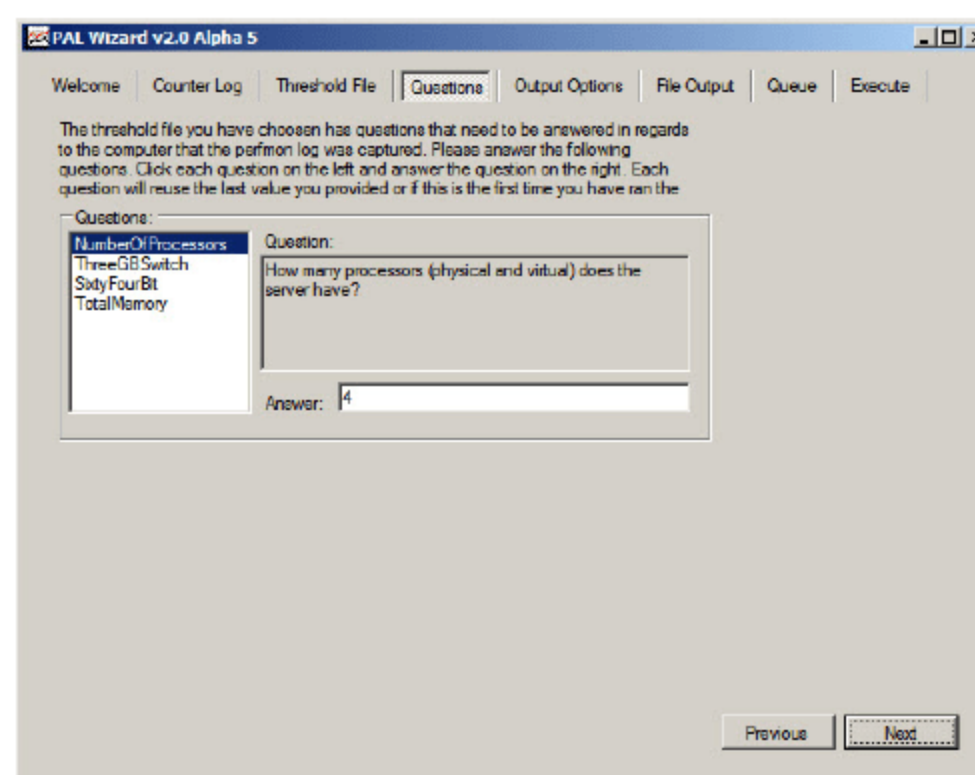 PAL Wizard v2.0 Alpha 5
Welcome Counter Log Threshold File Questions Output Options File Output Queue Execute
The threshold file you have choosen has questions that need to be answered in regards
to the computer that the perfmon log was captured. Please answer the following
questions. Click each question on the left and answer the question on the right. Each
question will reuse the last value you provided or if this is the first time you have ran the
Questions:
NumberOfProcessors
ThreeGBSwitch
SixtyFourBit
TotalMemory
Question:
How many processors (physical and virtual) does the
server have?
Answer: 4
Previous Next